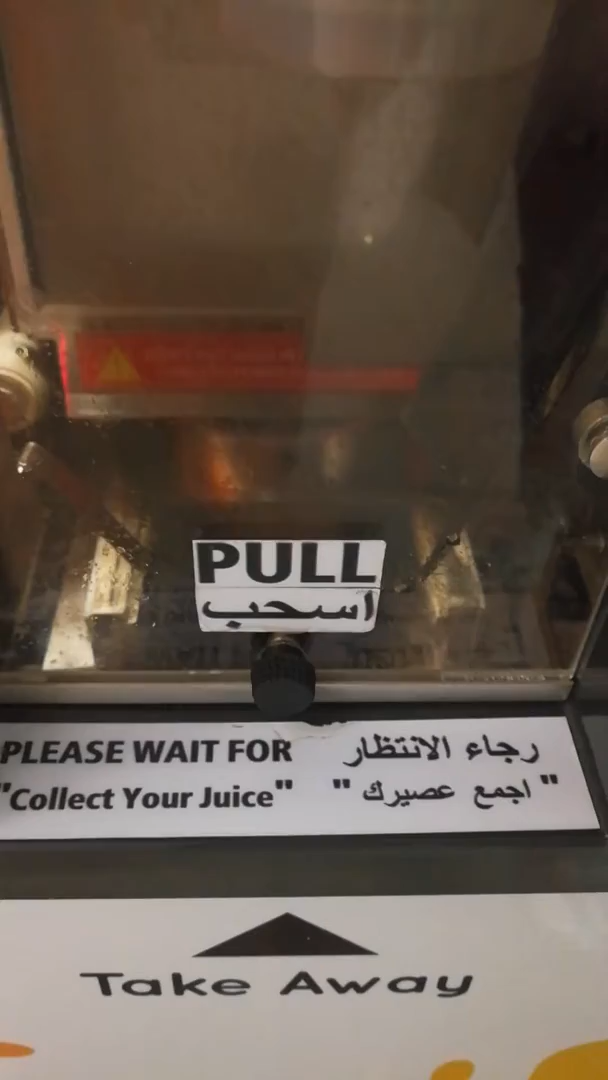 PULL
اسحب
PLEASE WAIT FOR
"Collect Your Juice"
رجاء الانتظار
" اجمع عصيرك "
Take Away